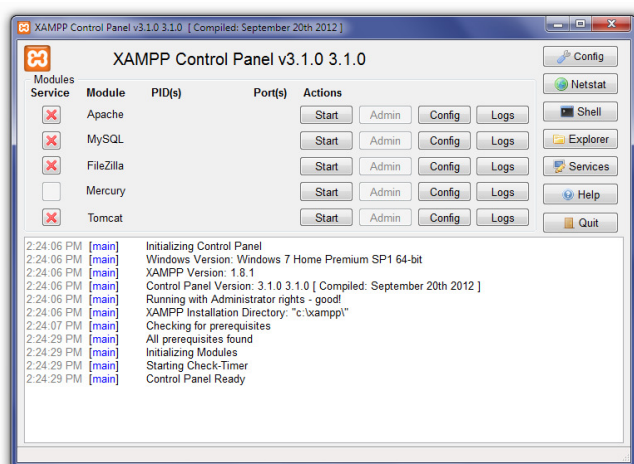 XAMPP Control Panel v3.1.0 3.1.0 [ Compiled: September 20th 2012 ]
XAMPP Control Panel v3.1.0 3.1.0
Config
Modules
Service Module PID(s) Port(s) Actions
Netstat
Apache Start Admin Config Logs
Shell
MySQL Start Admin Config Logs
Explorer
FileZilla Start Admin Config Logs
Services
Mercury Start Admin Config Logs
Help
Tomcat Start Admin Config Logs
Quit
2:24:06 PM [main] Initializing Control Panel
2:24:06 PM [main] Windows Version: Windows 7 Home Premium SP1 64-bit
2:24:06 PM [main] XAMPP Version: 1.8.1
2:24:06 PM [main] Control Panel Version: 3.1.0 3.1.0 [ Compiled: September 20th 2012 ]
2:24:06 PM [main] Running with Administrator rights - good!
2:24:06 PM [main] XAMPP Installation Directory: "c:\xampp\"
2:24:07 PM [main] Checking for prerequisites
2:24:29 PM [main] All prerequisites found
2:24:29 PM [main] Initializing Modules
2:24:29 PM [main] Starting Check-Timer
2:24:29 PM [main] Control Panel Ready